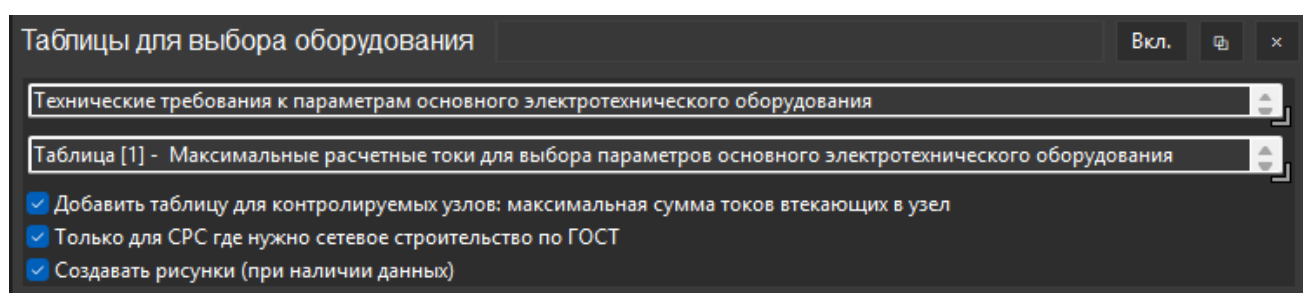 Таблицы для выбора оборудования Вкл.
Технические требования к параметрам основного электротехнического оборудования
Таблица [1] - Максимальные расчетные токи для выбора параметров основного электротехнического оборудования
Добавить таблицу для контролируемых узлов: максимальная сумма токов втекающих в узел
Только для СРС где нужно сетевое строительство по ГОСТ
Создавать рисунки (при наличии данных)